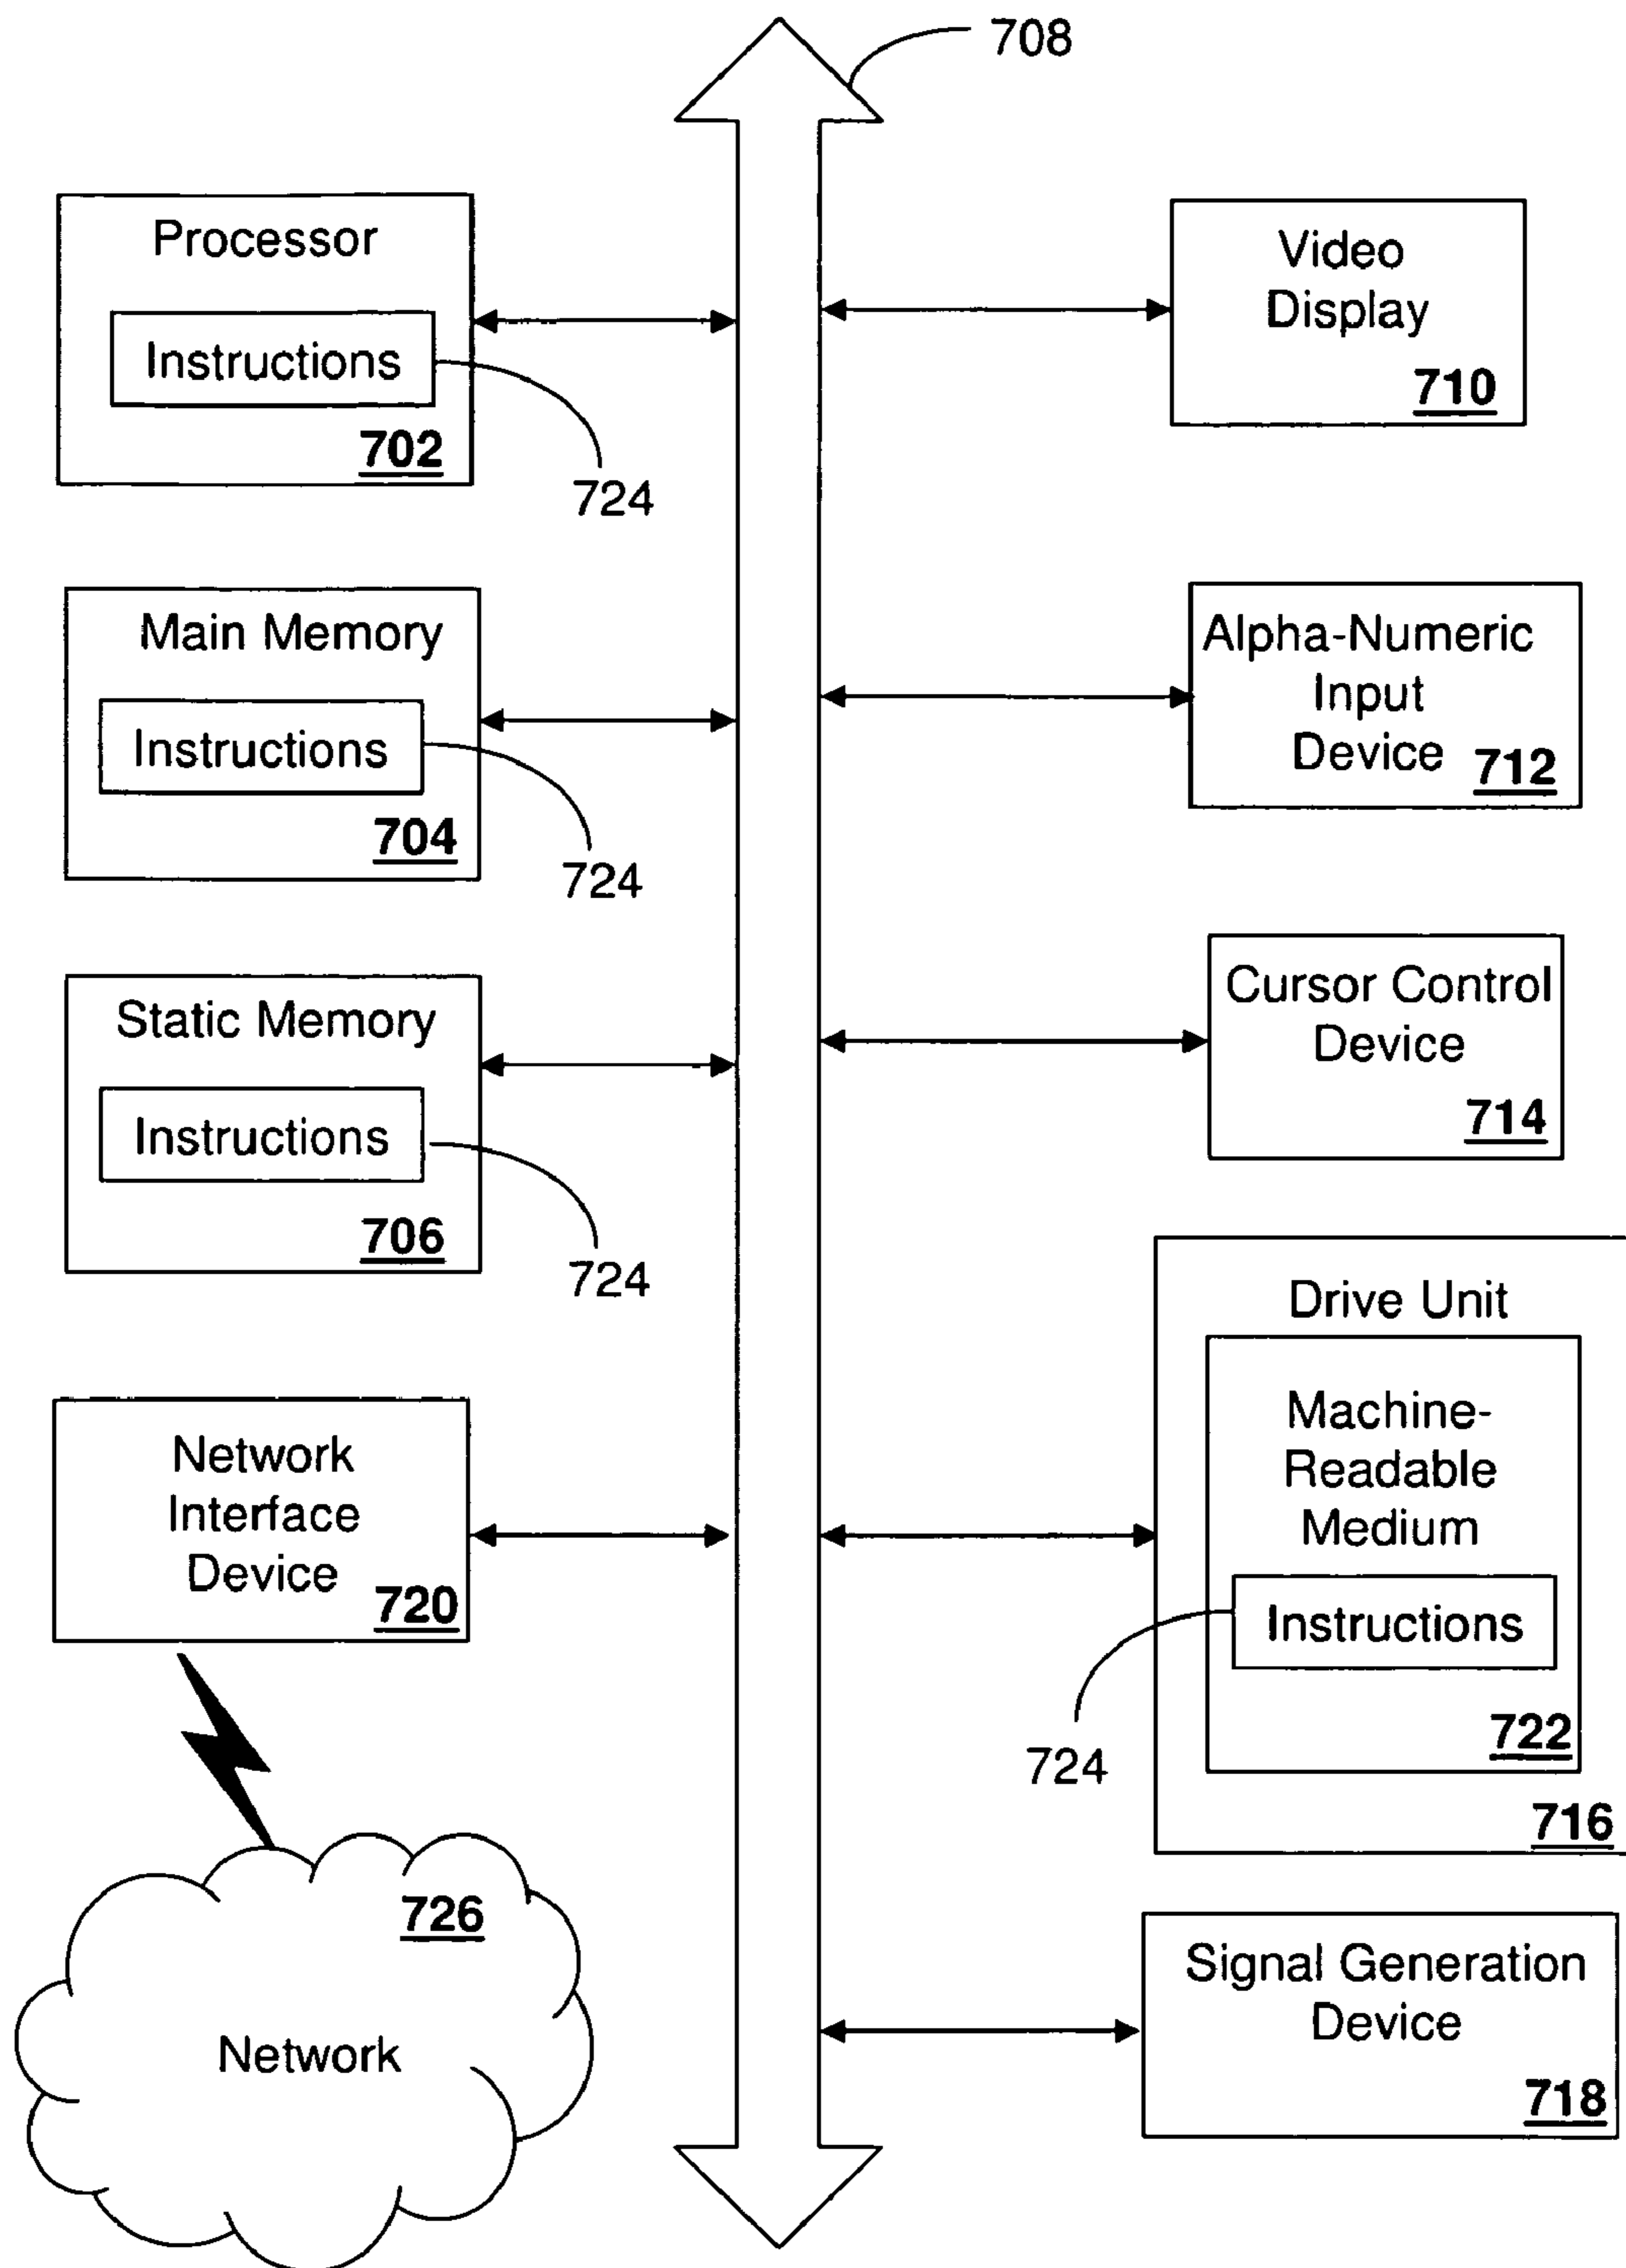 708
Processor
Instructions
702
724
Main Memory
Instructions
704
724
Static Memory
Instructions
706
724
Network
Interface
Device
720
726
Network
Video
Display
710
Alpha-Numeric
Input
Device
712
Cursor Control
Device
714
Drive Unit
Machine-
Readable
Medium
Instructions
724
722
716
Signal Generation
Device
718